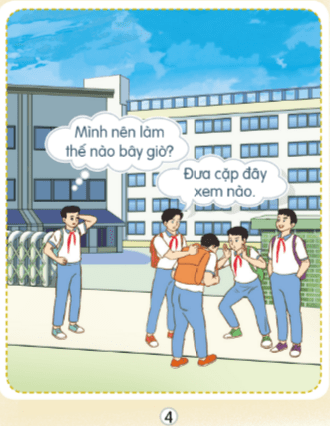 Mình nên làm
thế nào bây giờ?
Đưa cặp đây
xem nào.
4